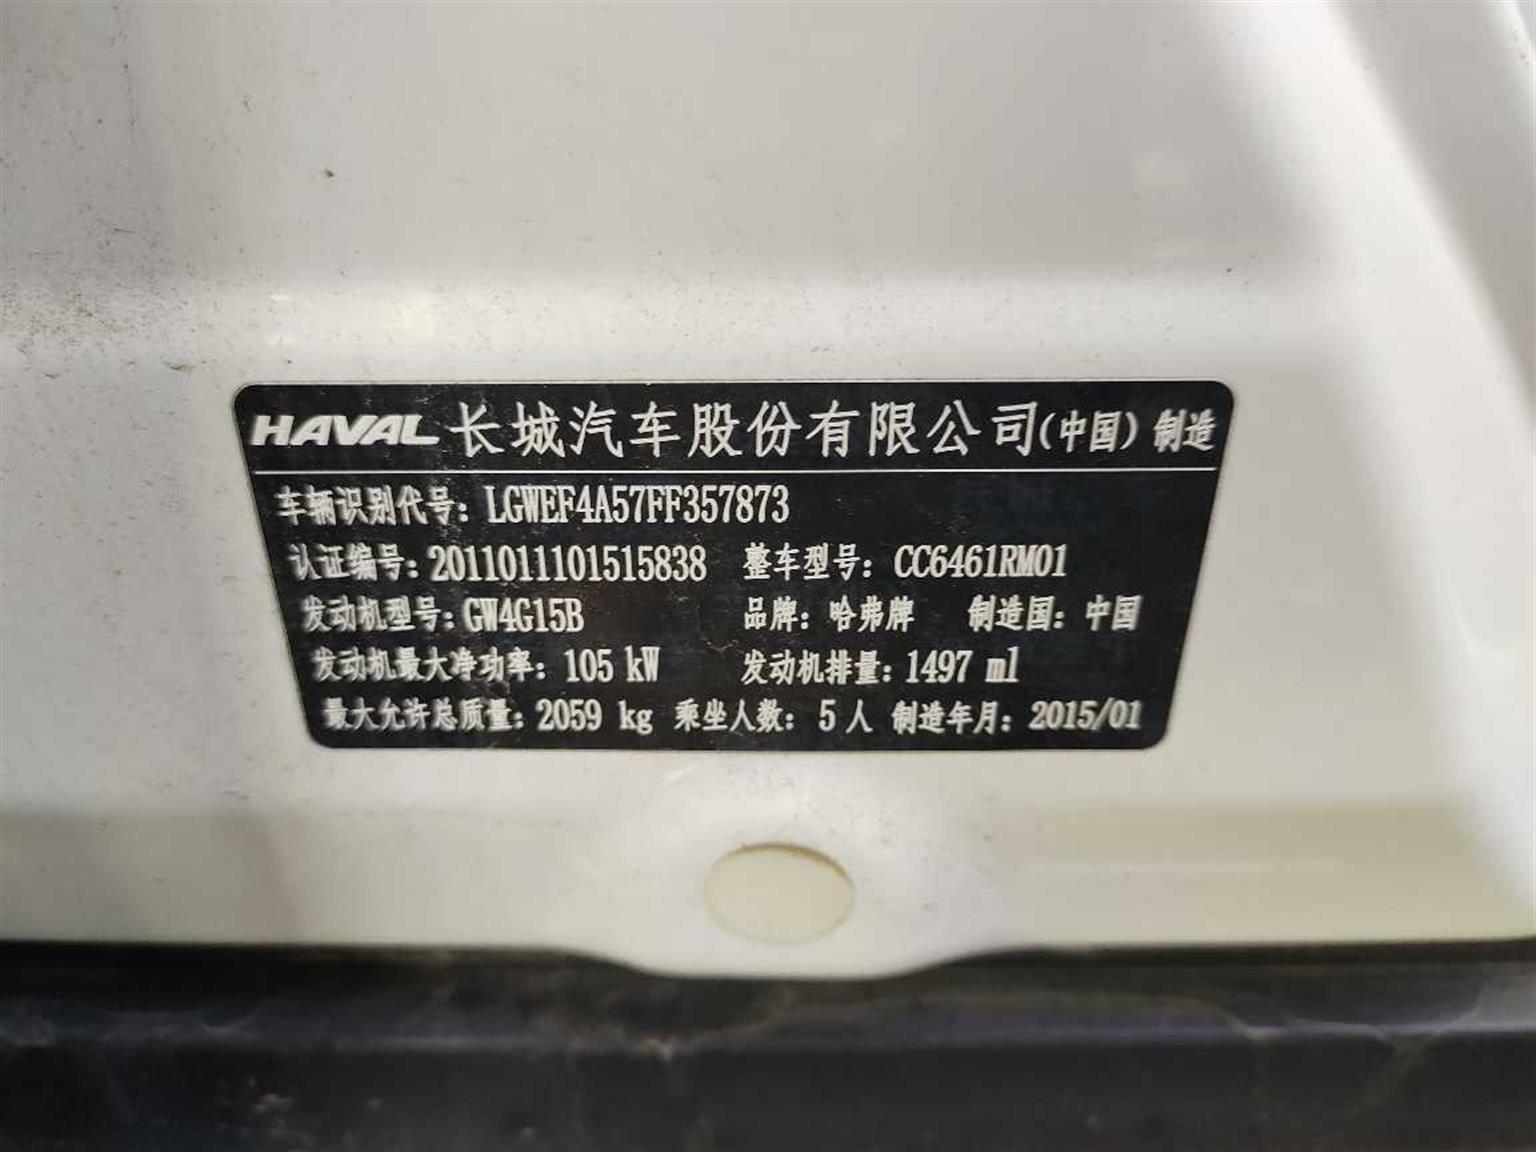 HAVAL 长城汽车股份有限公司(中国)制造
车辆识别代号：LGWEF4A57FF357873
认证编号：2011011101515838 整车型号：CC6461RM01
发动机型号：GW4G15B 品牌：哈弗牌 制造国：中国
发动机最大净功率：105 kW 发动机排量：1497 ml
最大允许总质量：2059 kg 乘坐人数：5人 制造年月：2015/01